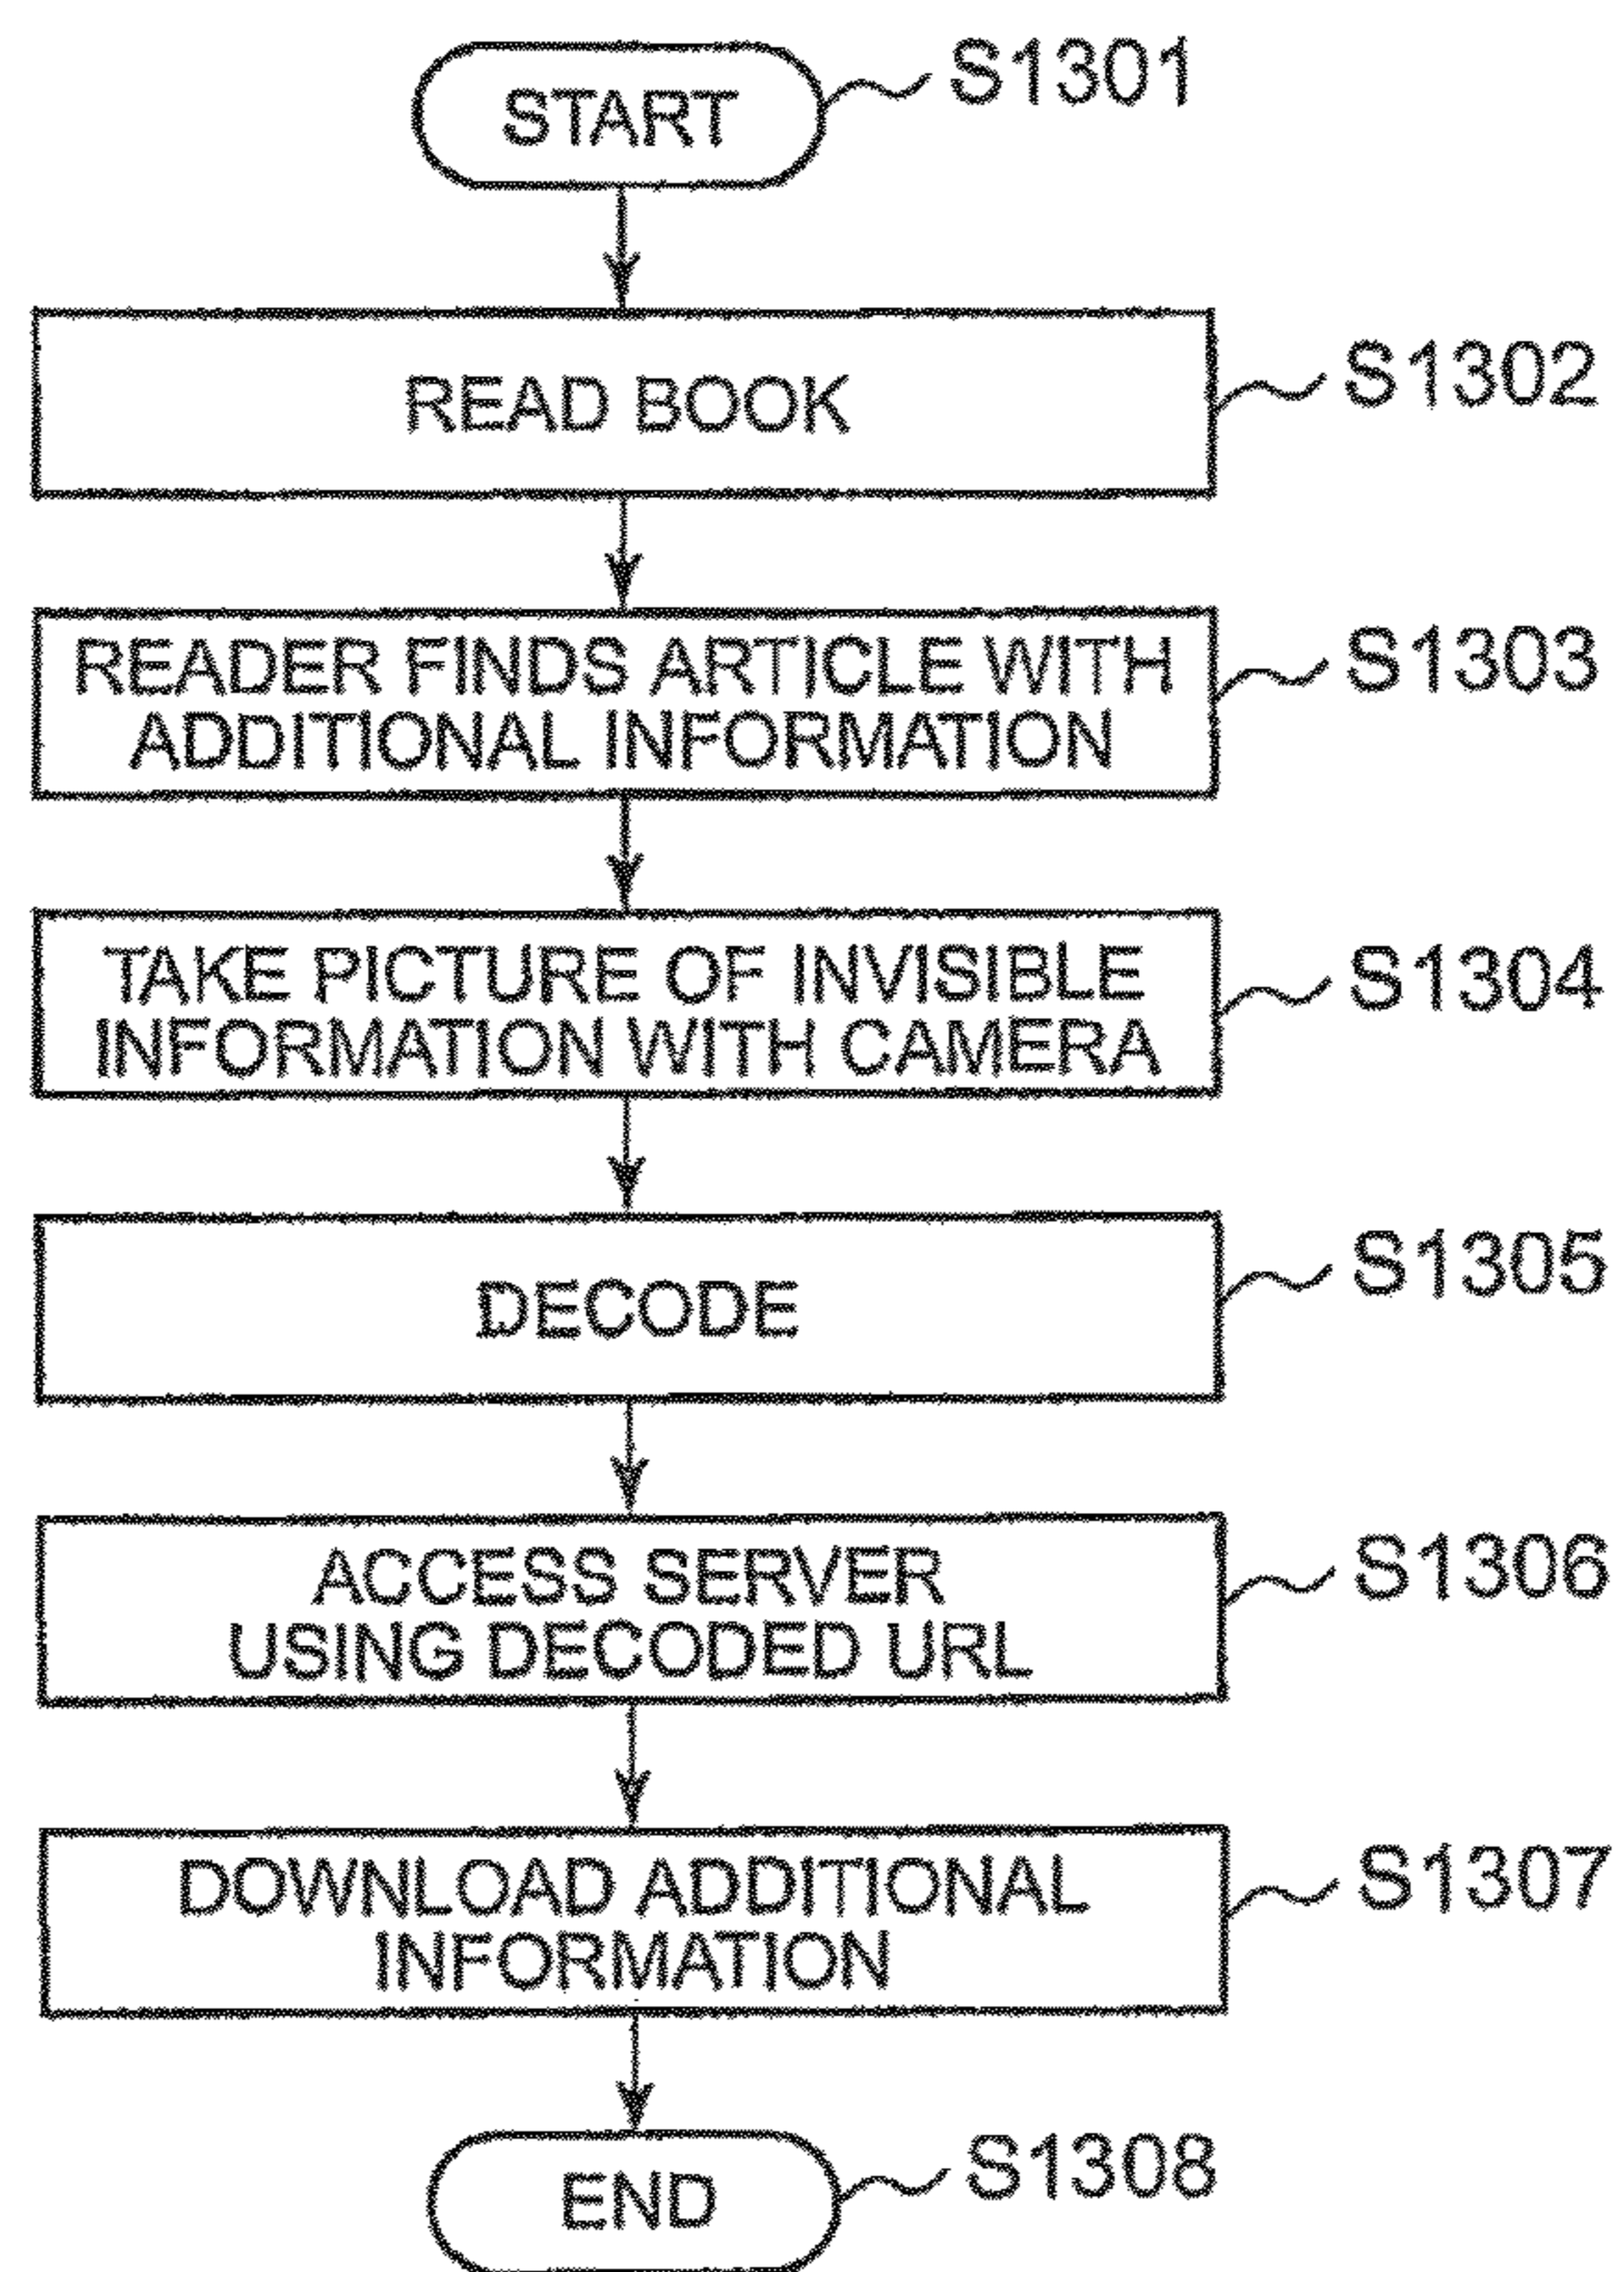 START
S1301
READ BOOK
S1302
READER FINDS ARTICLE WITH
ADDITIONAL INFORMATION
S1303
TAKE PICTURE OF INVISIBLE
INFORMATION WITH CAMERA
S1304
DECODE
S1305
ACCESS SERVER
USING DECODED URL
S1306
DOWNLOAD ADDITIONAL
INFORMATION
S1307
END
S1308